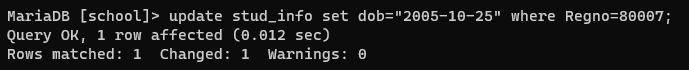 MariaDB [school]> update stud_info set dob="2005-10-25" where Regno=80007;
Query OK, 1 row affected (0.012 sec)
Rows matched: 1  Changed: 1  Warnings: 0